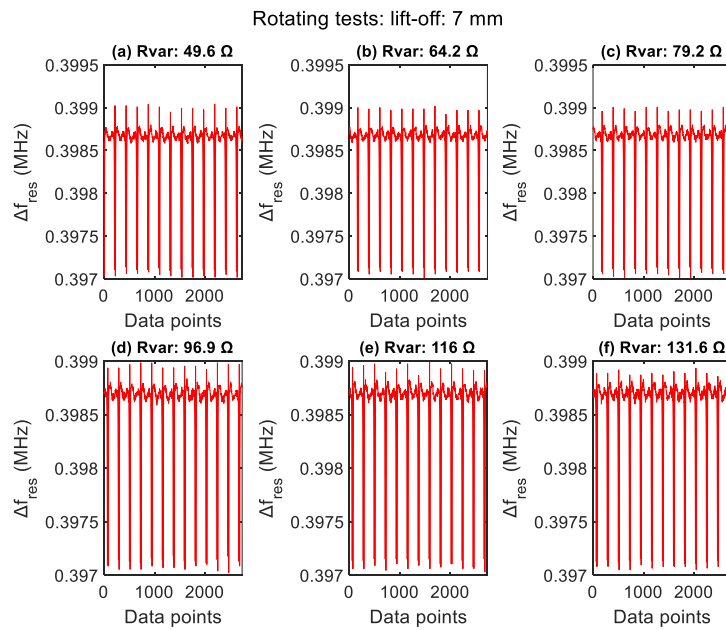 Rotating tests: lift-off: 7 mm
(a) Rvar: 49.6 Ω
(b) Rvar: 64.2 Ω
(c) Rvar: 79.2 Ω
0.3995
0.399
0.3985
0.398
0.3975
0.397
Δf_res (MHz)
0 1000 2000
Data points
0.3995
0.399
0.3985
0.398
0.3975
0.397
Δf_res (MHz)
0 1000 2000
Data points
0.3995
0.399
0.3985
0.398
0.3975
0.397
Δf_res (MHz)
0 1000 2000
Data points
(d) Rvar: 96.9 Ω
(e) Rvar: 116 Ω
(f) Rvar: 131.6 Ω
0.399
0.3985
0.398
0.3975
0.397
Δf_res (MHz)
0 1000 2000
Data points
0.399
0.3985
0.398
0.3975
0.397
Δf_res (MHz)
0 1000 2000
Data points
0.399
0.3985
0.398
0.3975
0.397
Δf_res (MHz)
0 1000 2000
Data points